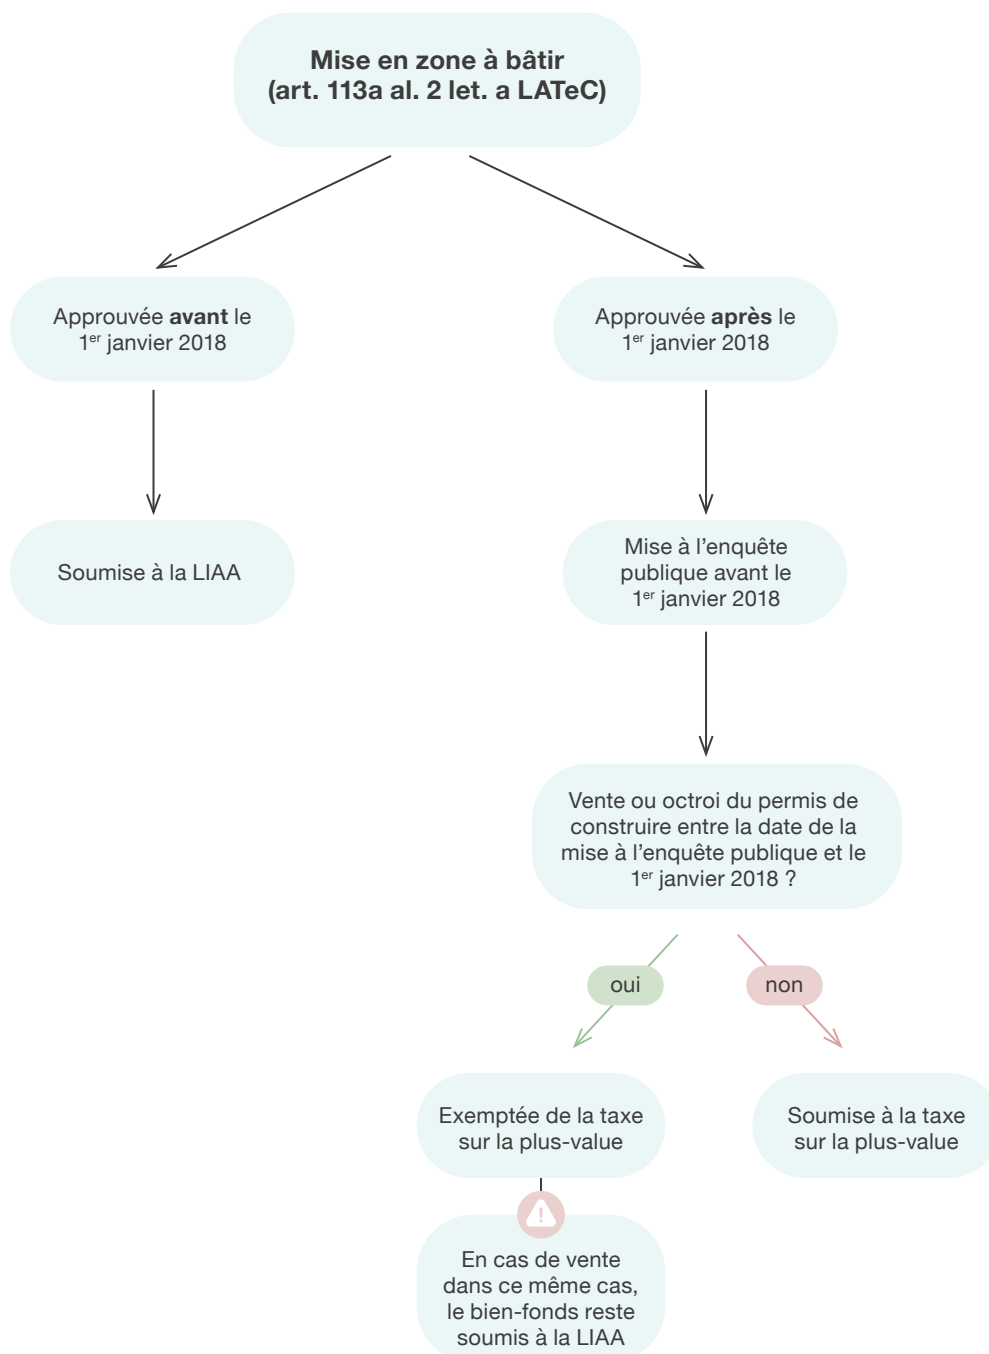 Mise en zone à bâtir
(art. 113a al. 2 let. a LATeC)
Approuvée avant le
1er janvier 2018
Approuvée après le
1er janvier 2018
Soumise à la LIAA
Mise à l’enquête
publique avant le
1er janvier 2018
Vente ou octroi du permis de
construire entre la date de la
mise à l’enquête publique et le
1er janvier 2018 ?
oui
non
Exemptée de la taxe
sur la plus-value
Soumise à la taxe
sur la plus-value
En cas de vente
dans ce même cas,
le bien-fonds reste
soumis à la LIAA